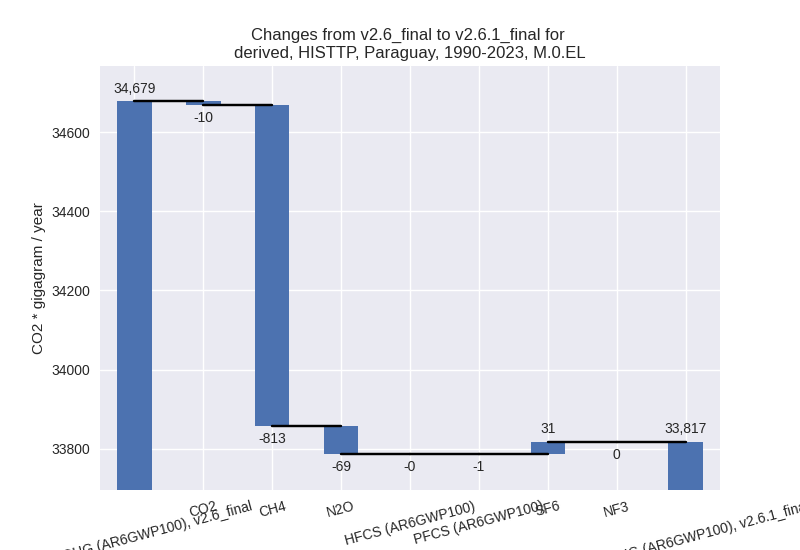 Changes from v2.6_final to v2.6.1_final for
derived, HISTTP, Paraguay, 1990-2023, M.0.EL
CO2 * gigagram / year
34600
34400
34200
34000
33800
34,679
-10
-813
-69
-0
-1
31
0
33,817
(AR6GWP100), v2.6_final
CO2
CH4
N2O
HFCS (AR6GWP100)
PFCS (AR6GWP100)
SF6
NF3
(AR6GWP100), v2.6.1